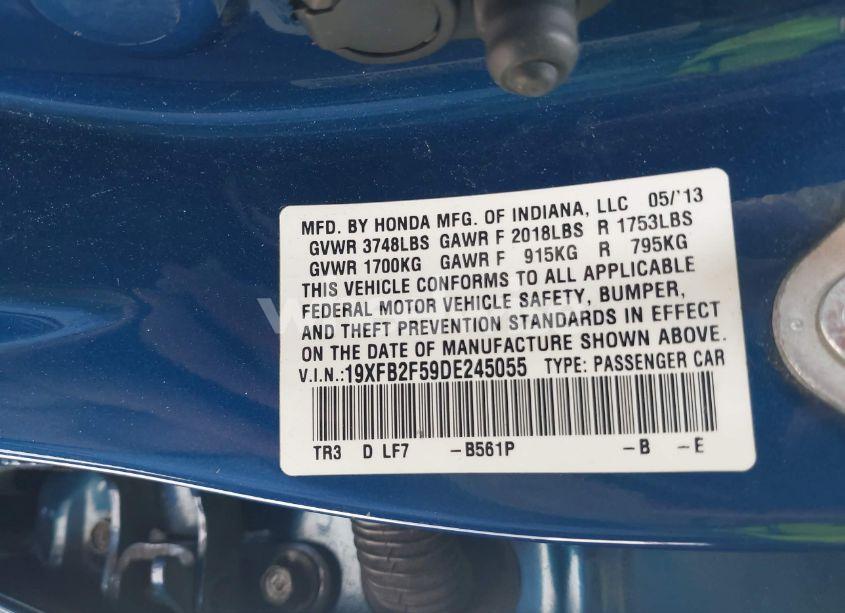 MFD. BY HONDA MFG. OF INDIANA, LLC 05/'13
GVWR 3748LBS GAWR F 2018LBS R 1753LBS
GVWR 1700KG GAWR F 915KG R 795KG
THIS VEHICLE CONFORMS TO ALL APPLICABLE
FEDERAL MOTOR VEHICLE SAFETY, BUMPER,
AND THEFT PREVENTION STANDARDS IN EFFECT
ON THE DATE OF MANUFACTURE SHOWN ABOVE.
V.I.N.:19XFB2F59DE245055 TYPE: PASSENGER CAR
TR3 D LF7 -B561P -B -E